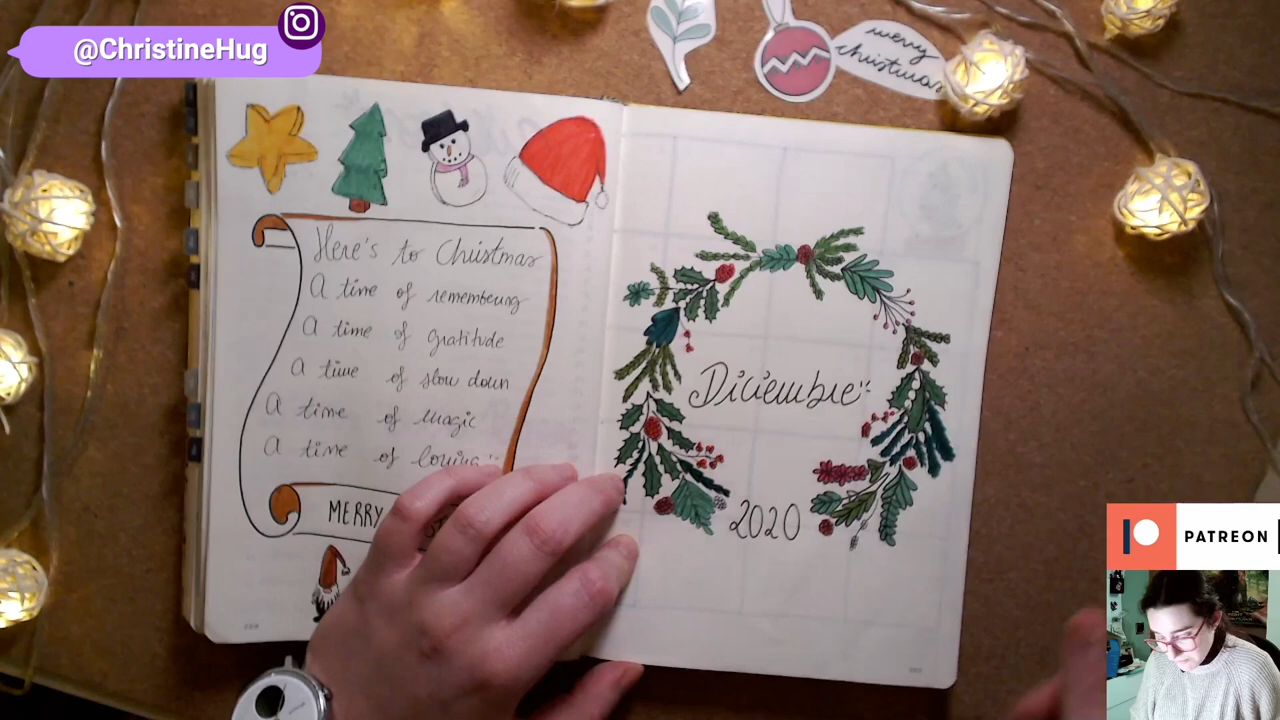 @ChristineHug
merry
christmas
Here's to Christmas
A time of remembering
A time of gratitude
A time of slow down
A time of magic
A time of loving
MERRY
Diciembre
2020
PATREON